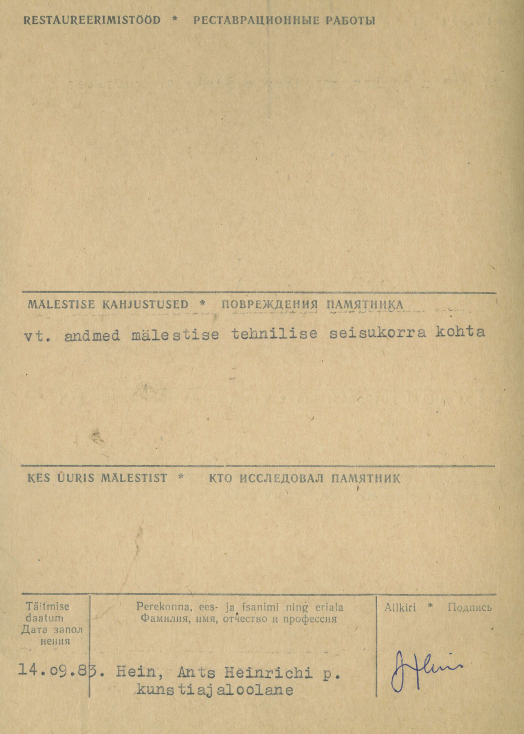 RESTAUREERIMISTÖÖD * РЕСТАВРАЦИОННЫЕ РАБОТЫ
MÄLESTISE KAHJUSTUSED * ПОВРЕЖДЕНИЯ ПАМЯТНИКА
vt. andmed mälestise tehnilise seisukorra kohta
KES UURIS MÄLESTIST * КТО ИССЛЕДОВАЛ ПАМЯТНИК
Täitmise
daatum
Дата запол
нения
Perekonna, ees- ja isanimi ning eriala
Фамилия, имя, отчество и профессия
Allkiri * Подпись
14.09.83. Hein, Ants Heinrichi p.
kunstiajaloolane